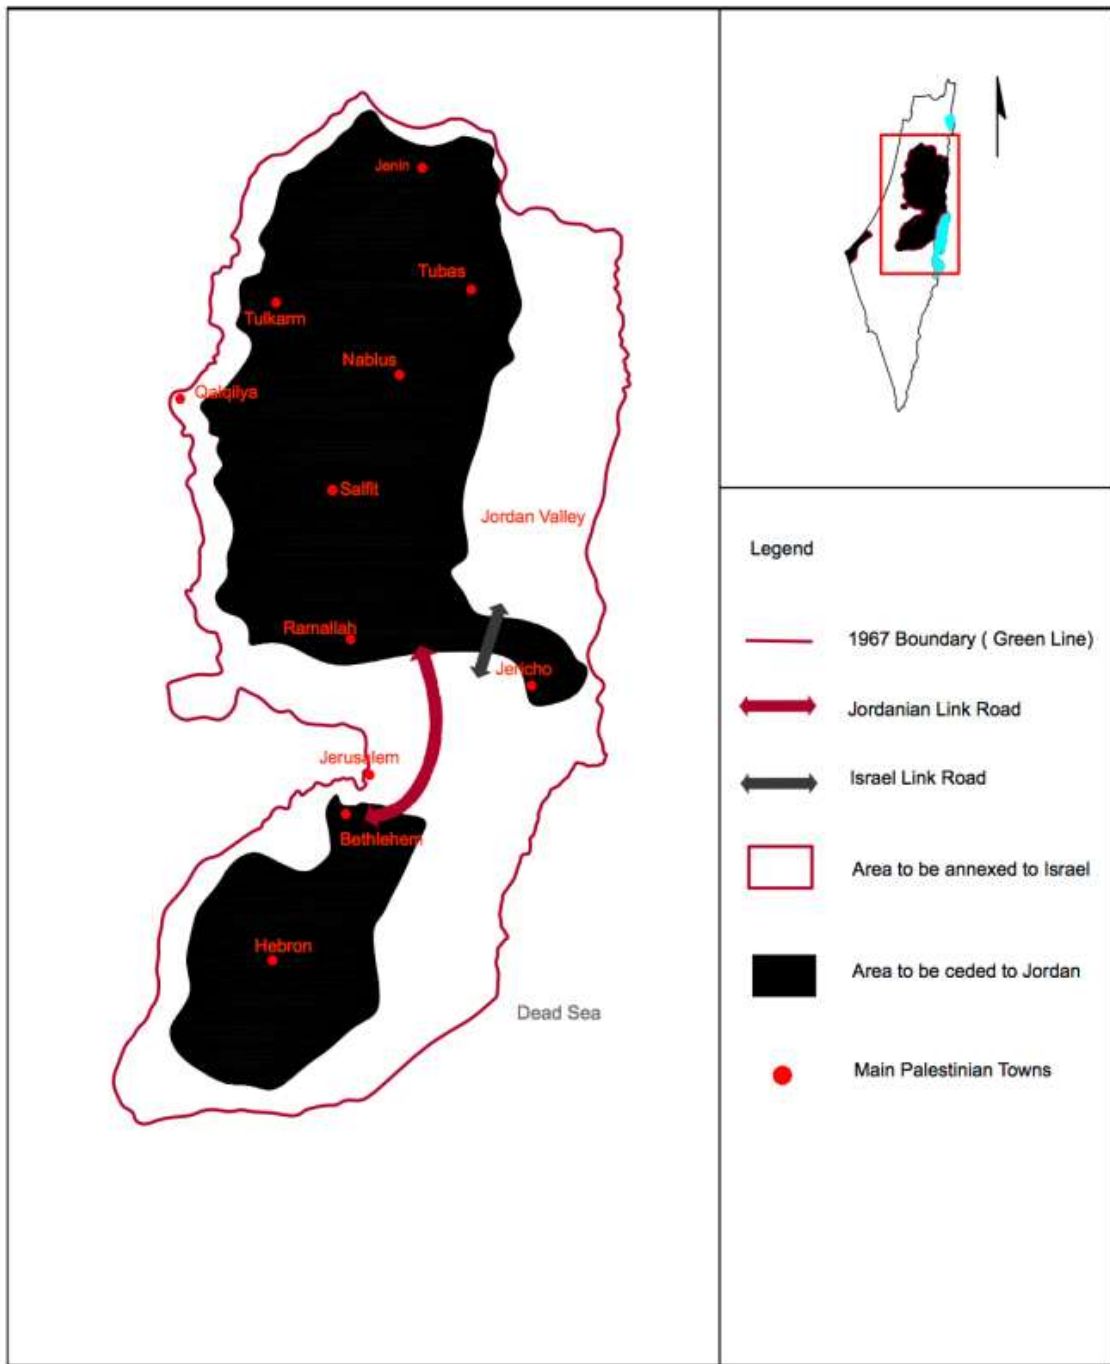 Jenin
Tubas
Tulkarm
Nablus
Qalqilya
Salfit
Jordan Valley
Ramallah
Jericho
Jerusalem
Bethlehem
Hebron
Dead Sea
Legend
1967 Boundary ( Green Line)
Jordanian Link Road
Israel Link Road
Area to be annexed to Israel
Area to be ceded to Jordan
Main Palestinian Towns